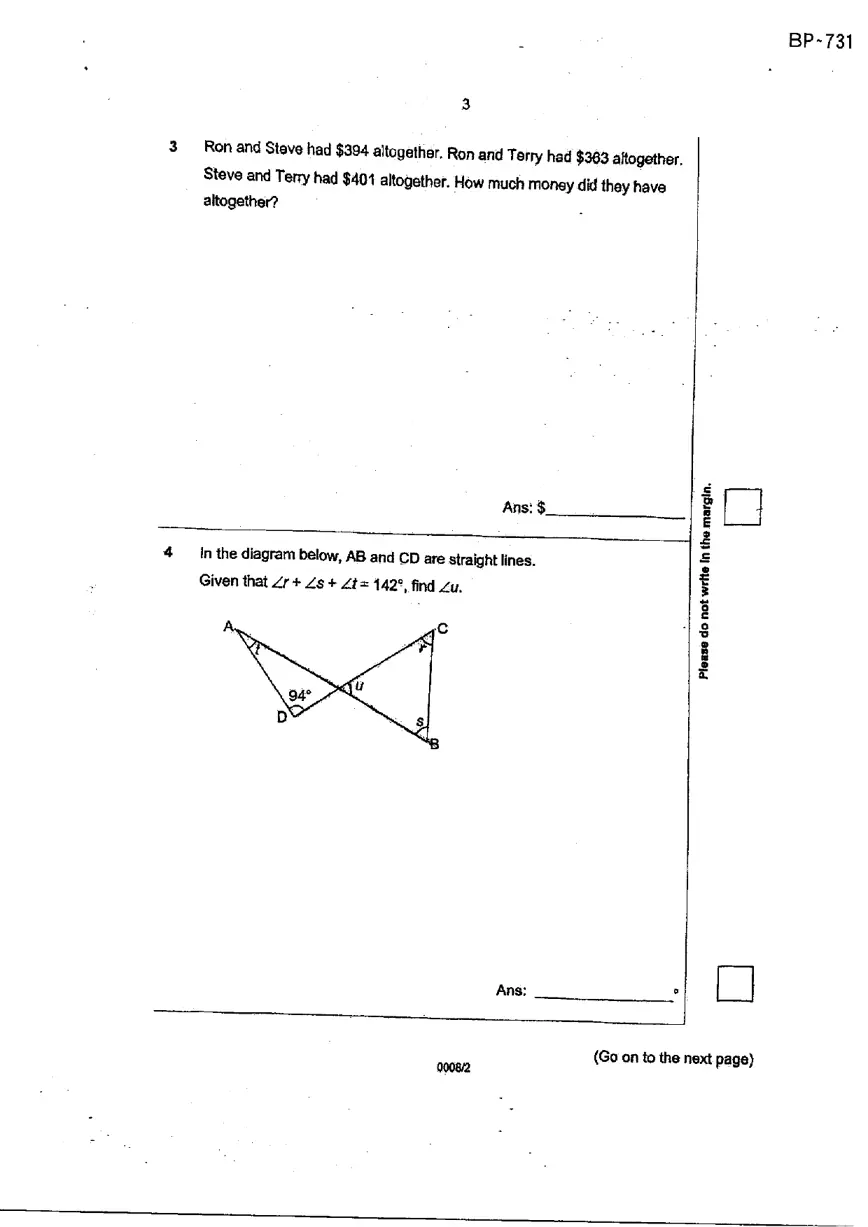 BP-731
3
3 Ron and Steve had $394 altogether. Ron and Terry had $363 altogether.
Steve and Terry had $401 altogether. How much money did they have
altogether?
Ans: $
Please do not write in the margin.
4 In the diagram below, AB and CD are straight lines.
Given that ∠r + ∠s + ∠t = 142°, find ∠u.
A
C
t
r
94°
u
D
s
B
Ans: °
(Go on to the next page)
0008/2